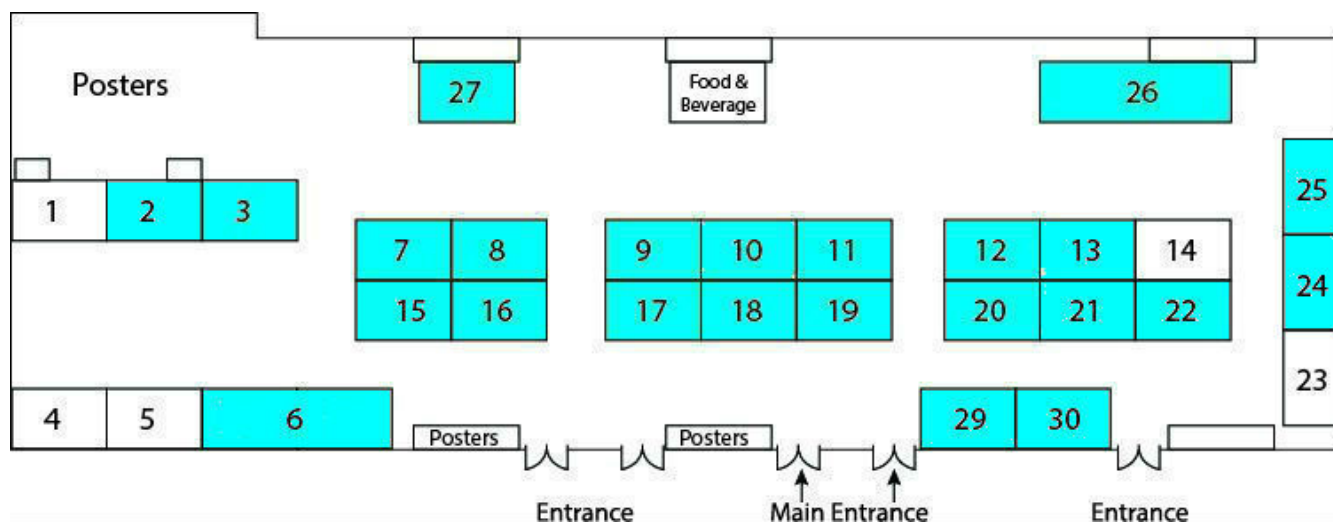 Posters
27
Food &
Beverage
26
25
1 2 3
7 8 9 10 11 12 13 14
24
15 16 17 18 19 20 21 22
23
4 5 6
29 30
Posters Posters
Entrance Main Entrance Entrance